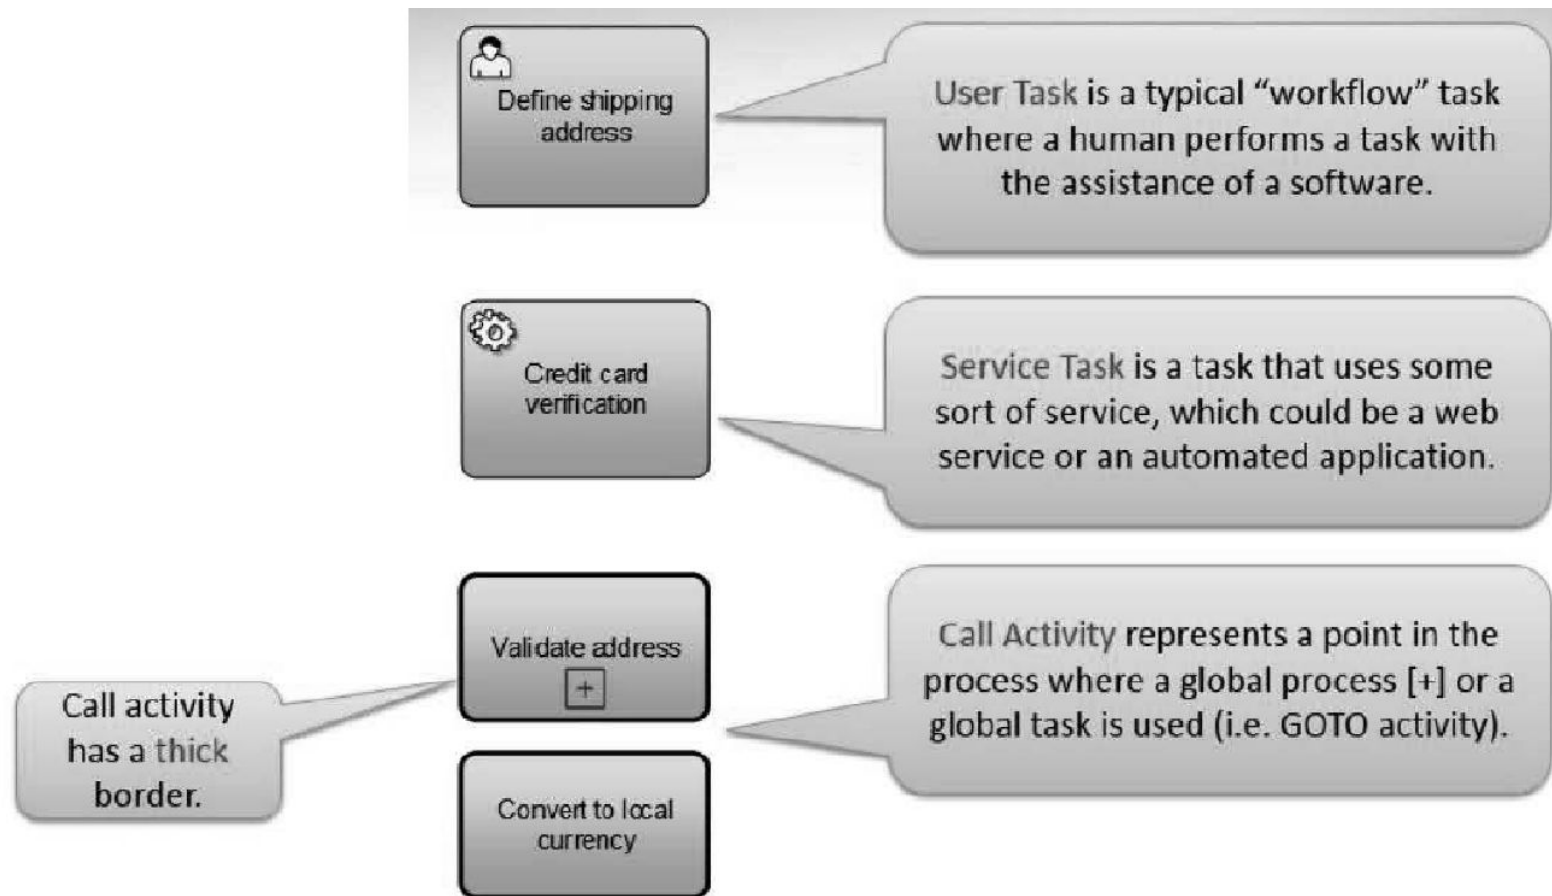 Define shipping
address
User Task is a typical “workflow” task
where a human performs a task with
the assistance of a software.
Credit card
verification
Service Task is a task that uses some
sort of service, which could be a web
service or an automated application.
Validate address
+
Call Activity represents a point in the
process where a global process [+] or a
global task is used (i.e. GOTO activity).
Call activity
has a thick
border.
Convert to local
currency